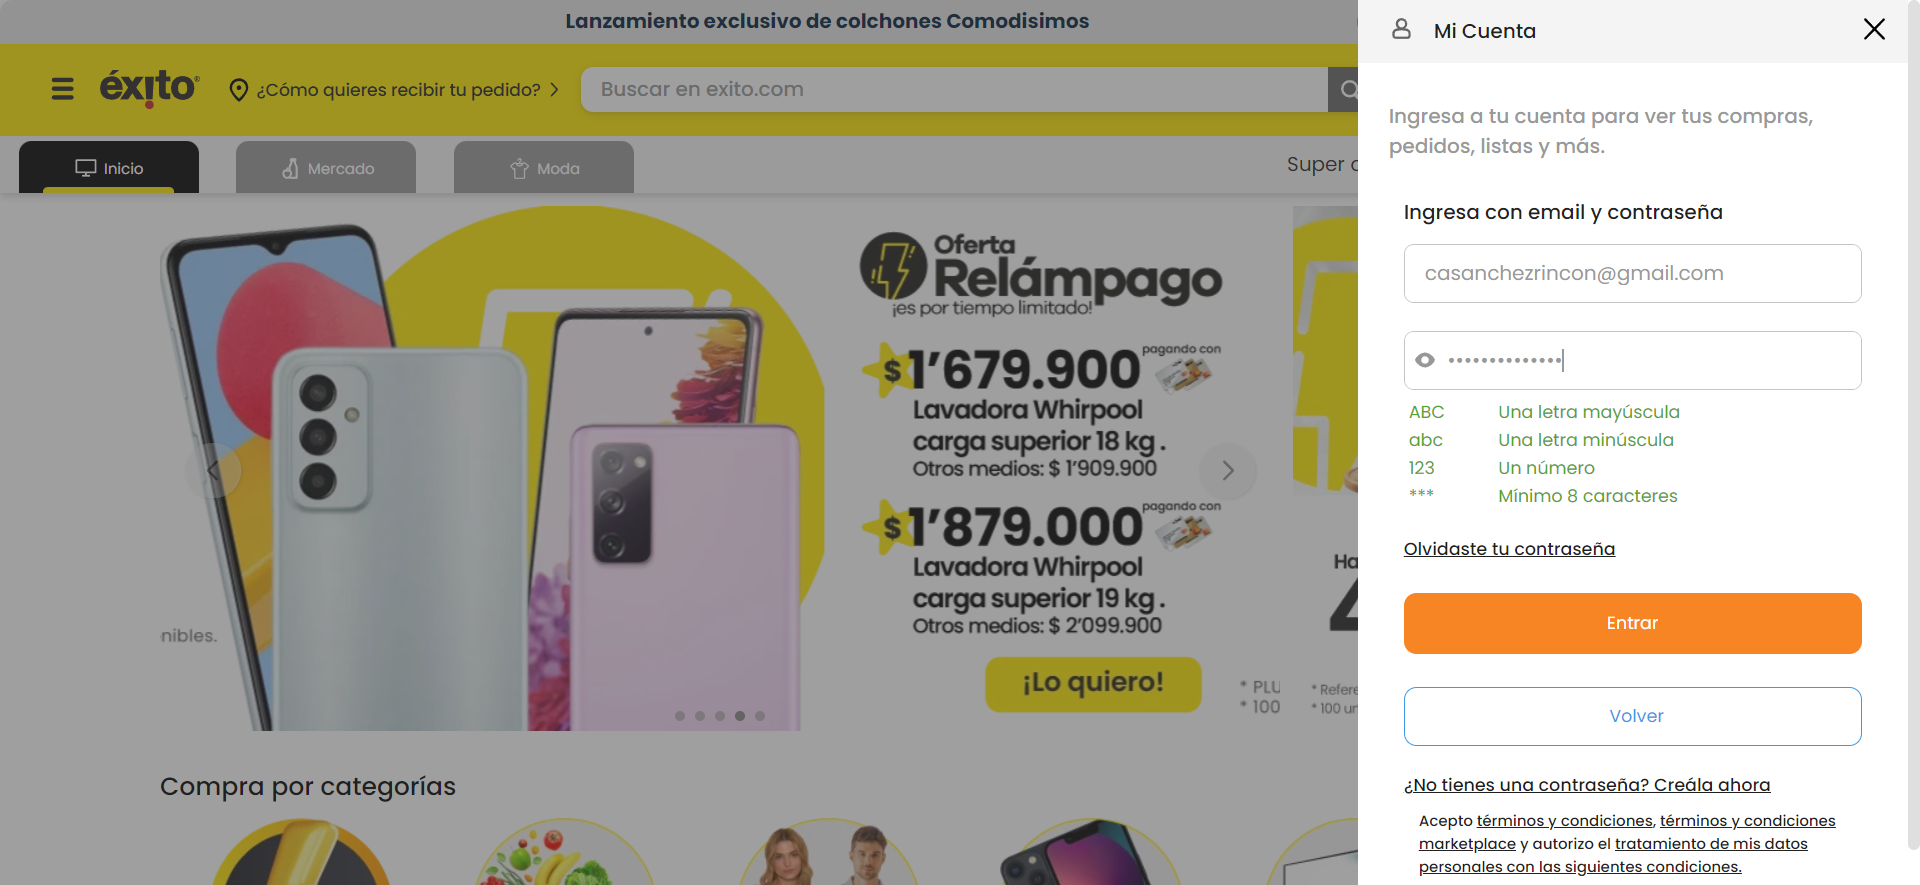 Lanzamiento exclusivo de colchones Comodisimos
éxito
¿Cómo quieres recibir tu pedido?
Buscar en exito.com
Inicio
Mercado
Moda
Super
nibles.
Oferta
Relámpago
¡es por tiempo limitado!
$ 1'679.900
pagando con
Lavadora Whirpool
carga superior 18 kg.
Otros medios: $ 1'909.900
$ 1'879.000
pagando con
Lavadora Whirpool
carga superior 19 kg.
Otros medios: $ 2'099.900
¡Lo quiero!
* PLU
* 100
Ha
4
* Refere
* 100 un
Compra por categorías
Mi Cuenta
Ingresa a tu cuenta para ver tus compras,
pedidos, listas y más.
Ingresa con email y contraseña
casanchezrincon@gmail.com
••••••••••••••
ABC Una letra mayúscula
abc Una letra minúscula
123 Un número
*** Mínimo 8 caracteres
Olvidaste tu contraseña
Entrar
Volver
¿No tienes una contraseña? Creála ahora
Acepto términos y condiciones, términos y condiciones
marketplace y autorizo el tratamiento de mis datos
personales con las siguientes condiciones.